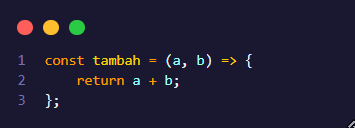 1 const tambah = (a, b) => {
2     return a + b;
3 };